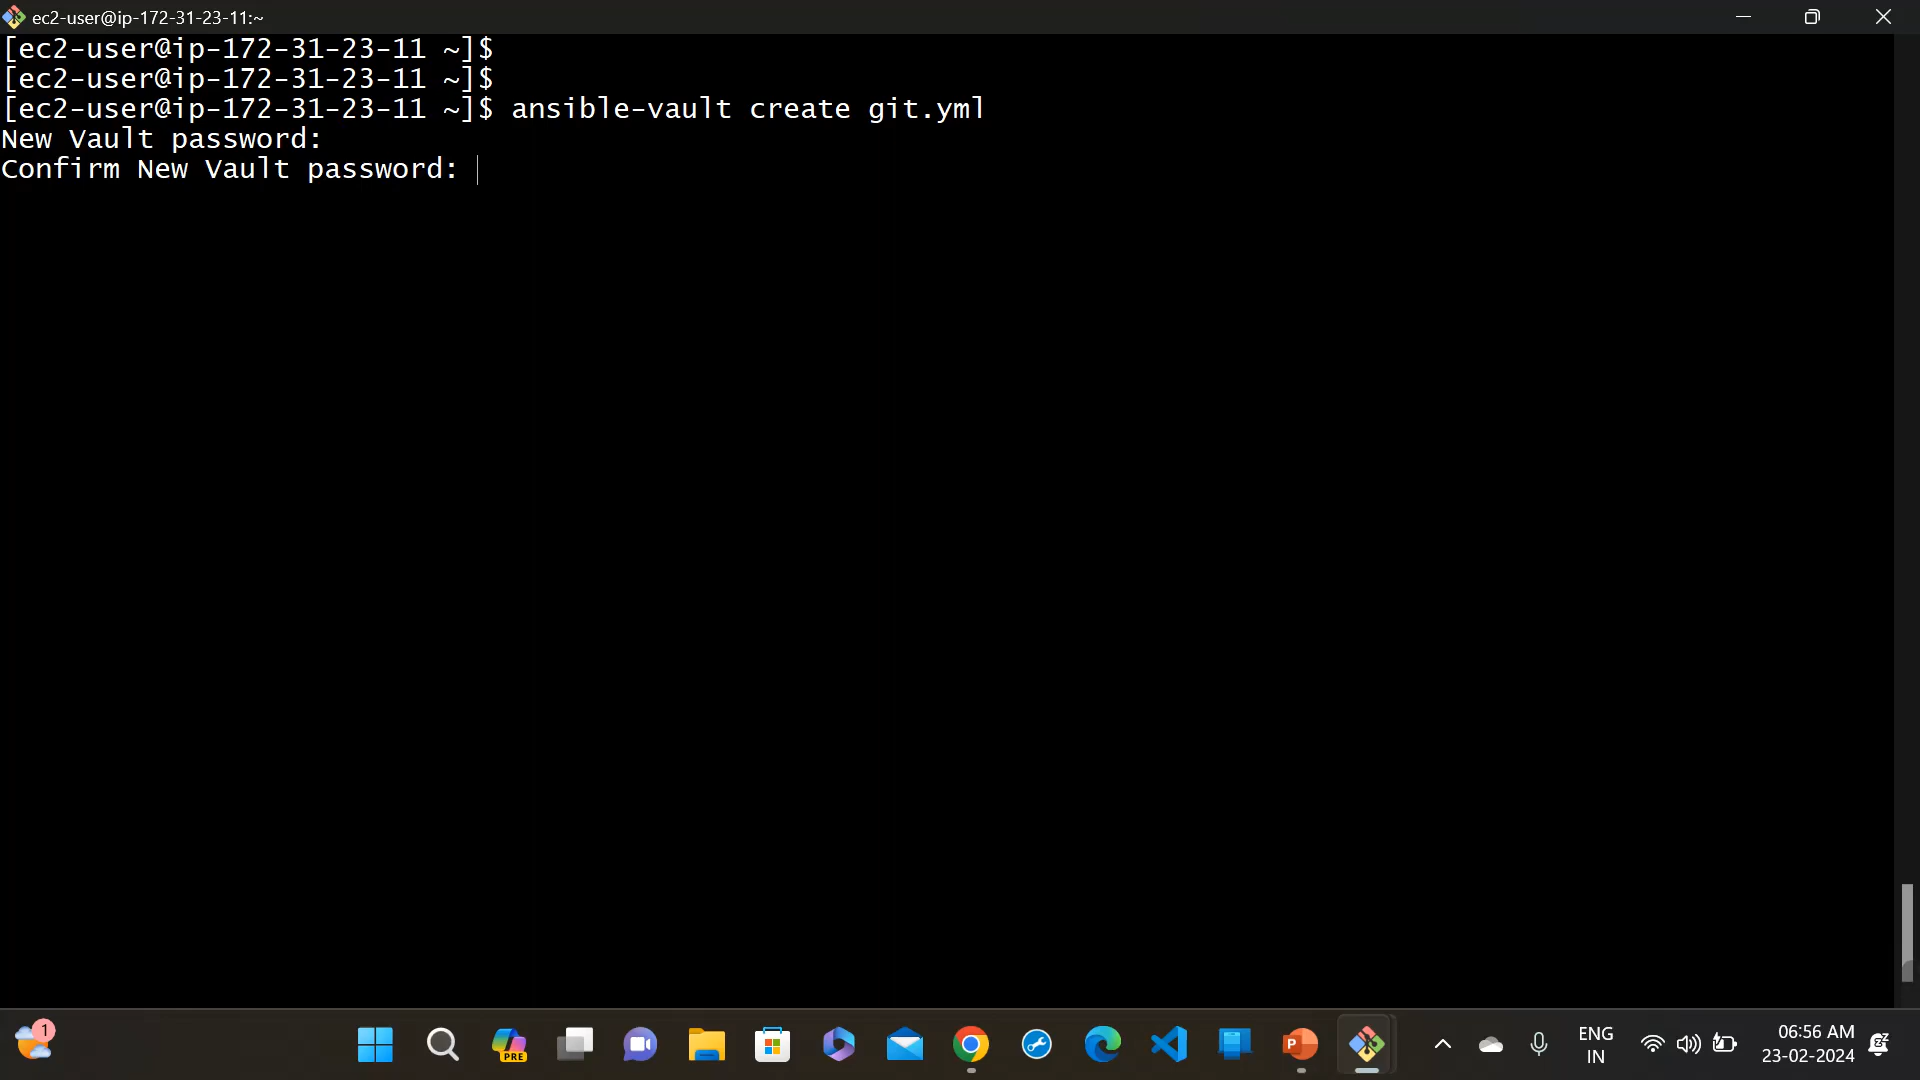 ec2-user@ip-172-31-23-11:~
[ec2-user@ip-172-31-23-11 ~]$
[ec2-user@ip-172-31-23-11 ~]$
[ec2-user@ip-172-31-23-11 ~]$ ansible-vault create git.yml
New Vault password:
Confirm New Vault password:
1
PRE
P
ENG
IN
06:56 AM
23-02-2024